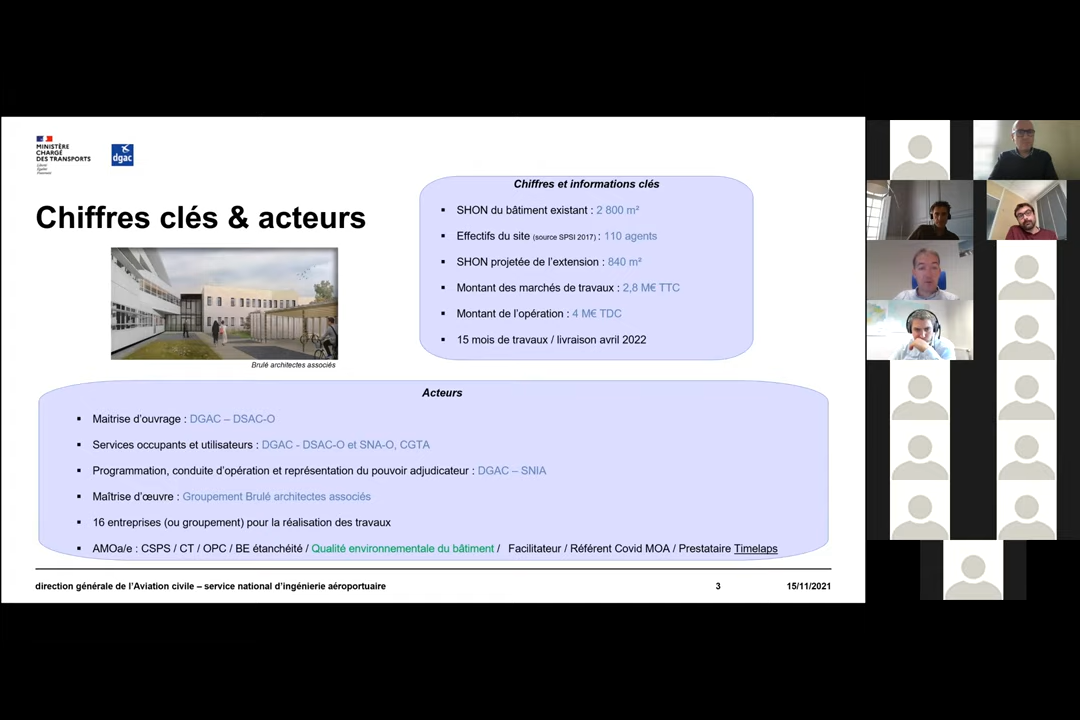 MINISTÈRE
CHARGÉ
DES TRANSPORTS
Liberté
Égalité
Fraternité
dgac
Chiffres clés & acteurs
Brulé architectes associés
Chiffres et informations clés
▪ SHON du bâtiment existant : 2 800 m²
▪ Effectifs du site (source SPSI 2017) : 110 agents
▪ SHON projetée de l’extension : 840 m²
▪ Montant des marchés de travaux : 2,8 M€ TTC
▪ Montant de l’opération : 4 M€ TDC
▪ 15 mois de travaux / livraison avril 2022
Acteurs
▪ Maitrise d’ouvrage : DGAC – DSAC-O
▪ Services occupants et utilisateurs : DGAC - DSAC-O et SNA-O, CGTA
▪ Programmation, conduite d’opération et représentation du pouvoir adjudicateur : DGAC – SNIA
▪ Maîtrise d’œuvre : Groupement Brulé architectes associés
▪ 16 entreprises (ou groupement) pour la réalisation des travaux
▪ AMOa/e : CSPS / CT / OPC / BE étanchéité / Qualité environnementale du bâtiment / Facilitateur / Référent Covid MOA / Prestataire Timelaps
direction générale de l’Aviation civile – service national d’ingénierie aéroportuaire
3
15/11/2021